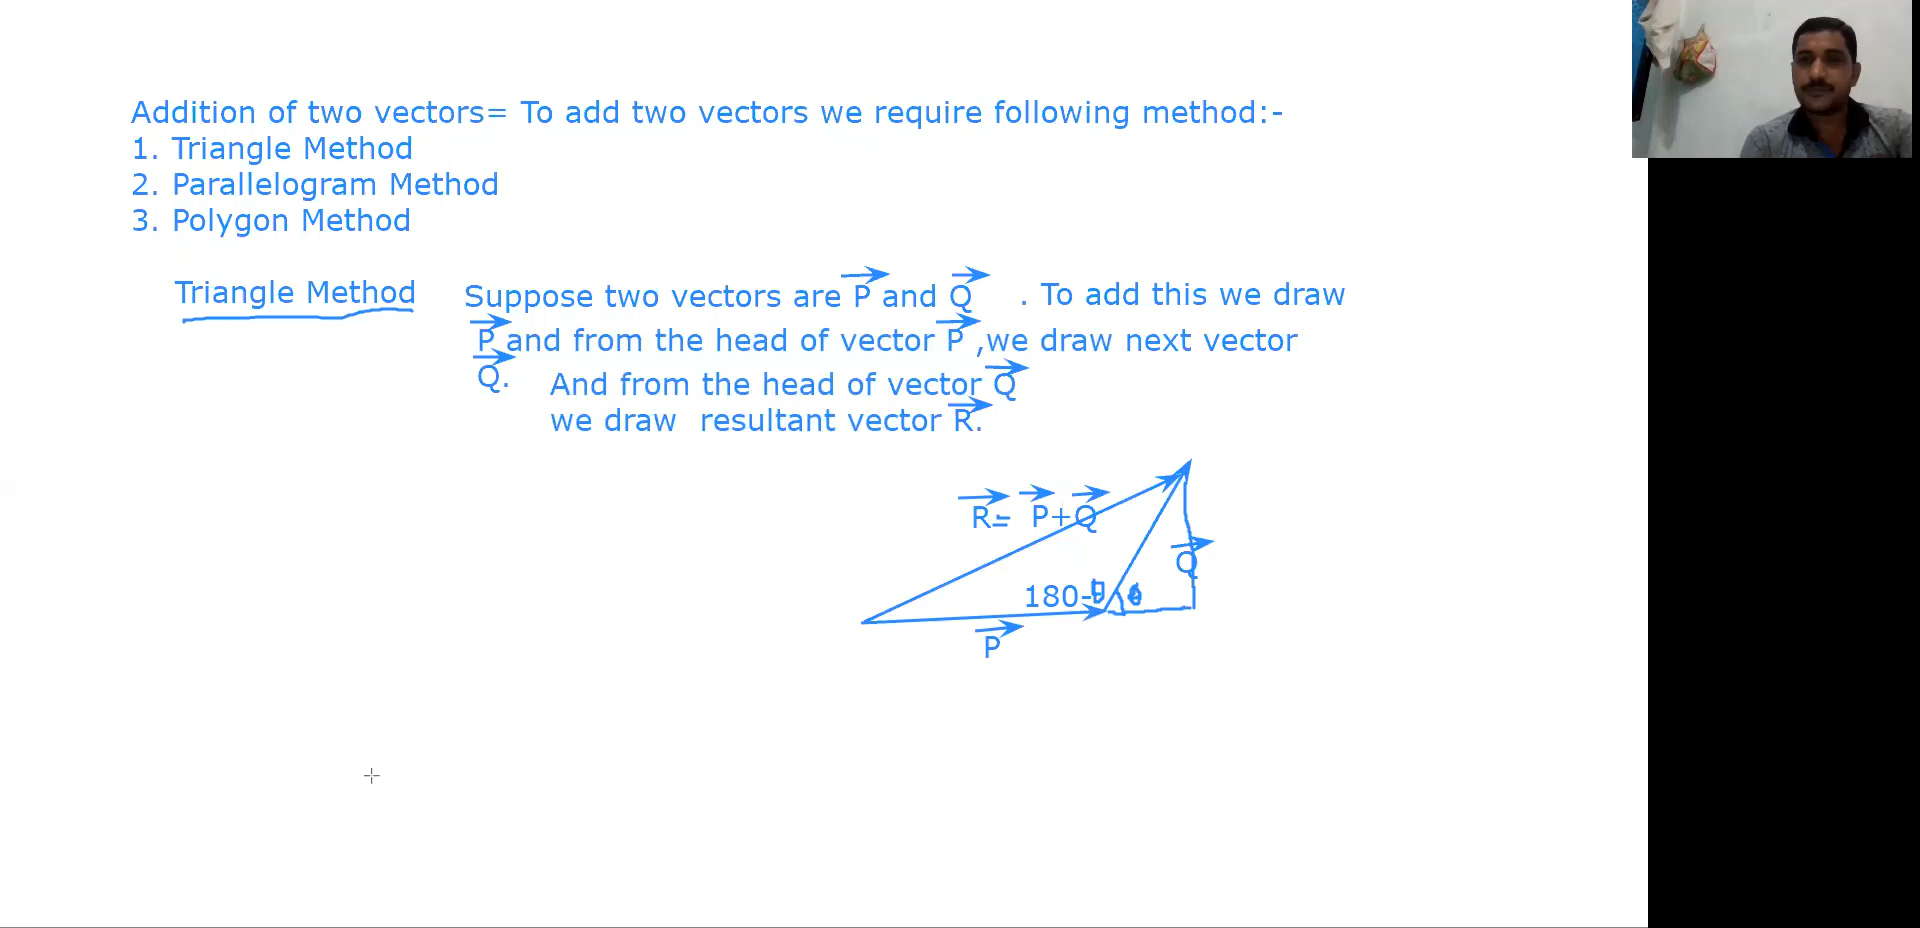 Addition of two vectors= To add two vectors we require following method:-
1. Triangle Method
2. Parallelogram Method
3. Polygon Method
Triangle Method Suppose two vectors are P and Q . To add this we draw
P and from the head of vector P ,we draw next vector
Q. And from the head of vector Q
we draw resultant vector R.
R= P+Q
Q
180-
P